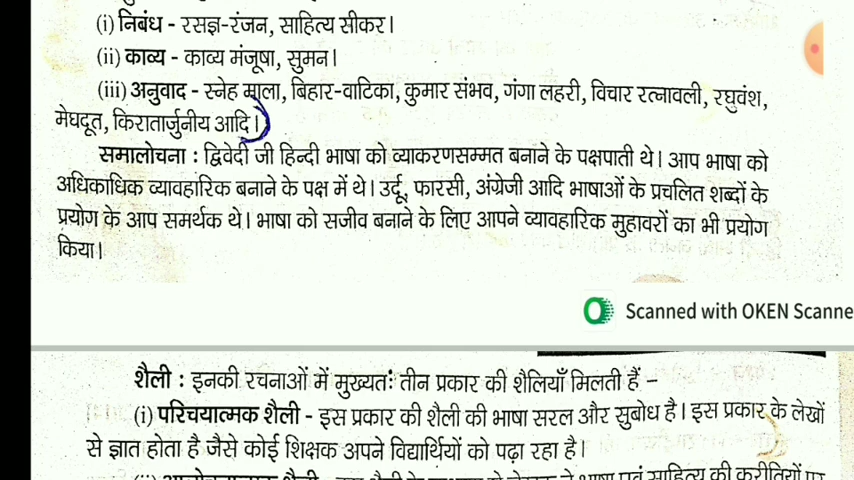 (i) निबंध - रसज्ञ-रंजन, साहित्य सीकर।
(ii) काव्य - काव्य मंजूषा, सुमन।
(iii) अनुवाद - स्नेह माला, बिहार-वाटिका, कुमार संभव, गंगा लहरी, विचार रत्नावली, रघुवंश,
मेघदूत, किरातार्जुनीय आदि।
समालोचना : द्विवेदी जी हिन्दी भाषा को व्याकरणसम्मत बनाने के पक्षपाती थे। आप भाषा को
अधिकाधिक व्यावहारिक बनाने के पक्ष में थे। उर्दू, फारसी, अंग्रेजी आदि भाषाओं के प्रचलित शब्दों के
प्रयोग के आप समर्थक थे। भाषा को सजीव बनाने के लिए आपने व्यावहारिक मुहावरों का भी प्रयोग
किया।
Scanned with OKEN Scanne
शैली : इनकी रचनाओं में मुख्यतः तीन प्रकार की शैलियाँ मिलती हैं –
(i) परिचयात्मक शैली - इस प्रकार की शैली की भाषा सरल और सुबोध है। इस प्रकार के लेखों
से ज्ञात होता है जैसे कोई शिक्षक अपने विद्यार्थियों को पढ़ा रहा है।